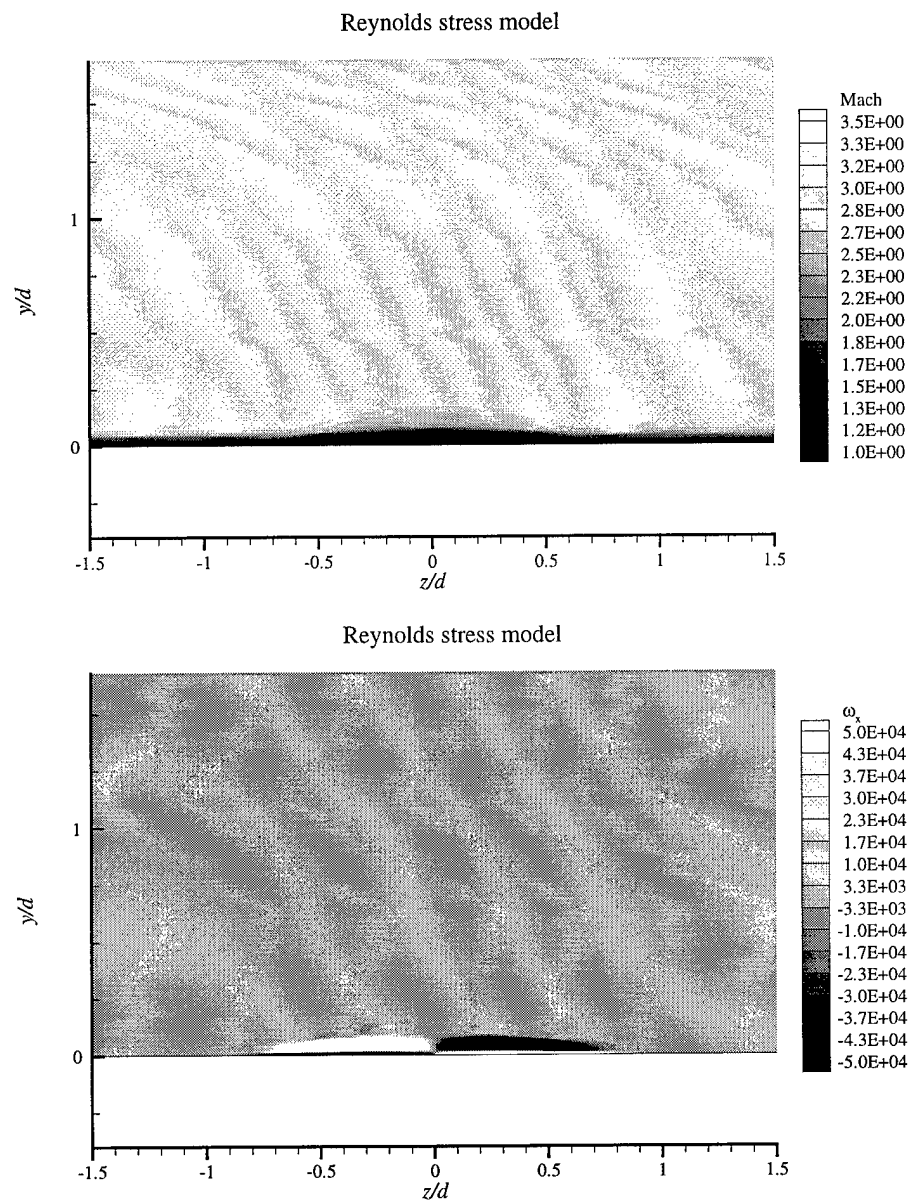 Reynolds stress model
Mach
3.5E+00
3.3E+00
3.2E+00
3.0E+00
2.8E+00
2.7E+00
2.5E+00
2.3E+00
2.2E+00
2.0E+00
1.8E+00
1.7E+00
1.5E+00
1.3E+00
1.2E+00
1.0E+00
y/d
1
0
-1.5 -1 -0.5 0 0.5 1 1.5
z/d
Reynolds stress model
ωx
5.0E+04
4.3E+04
3.7E+04
3.0E+04
2.3E+04
1.7E+04
1.0E+04
3.3E+03
-3.3E+03
-1.0E+04
-1.7E+04
-2.3E+04
-3.0E+04
-3.7E+04
-4.3E+04
-5.0E+04
y/d
1
0
-1.5 -1 -0.5 0 0.5 1 1.5
z/d